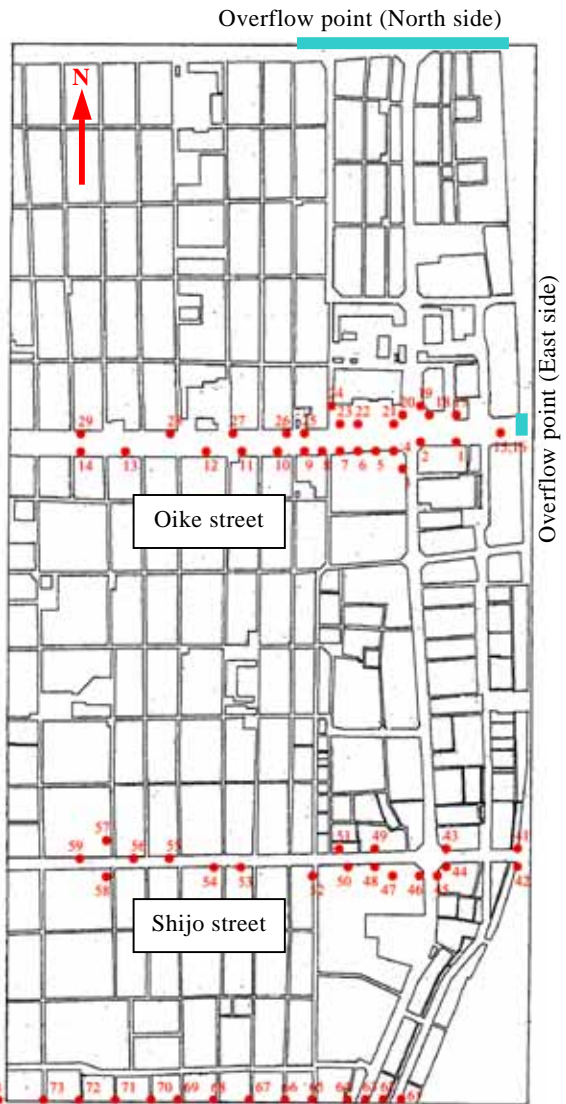 Overflow point (North side)
N
Overflow point (East side)
24 19
23 22 21 20 18
29 28 27 26 15,16
14 13 12 11 10 9 8 7 6 5 4 2 1
3
Oike street
57 51 49 43 41
59 56 55
58 54 53 52 50 48 47 46 45 44 42
Shijo street
73 72 71 70 69 68 67 66 65 64 63 62 61